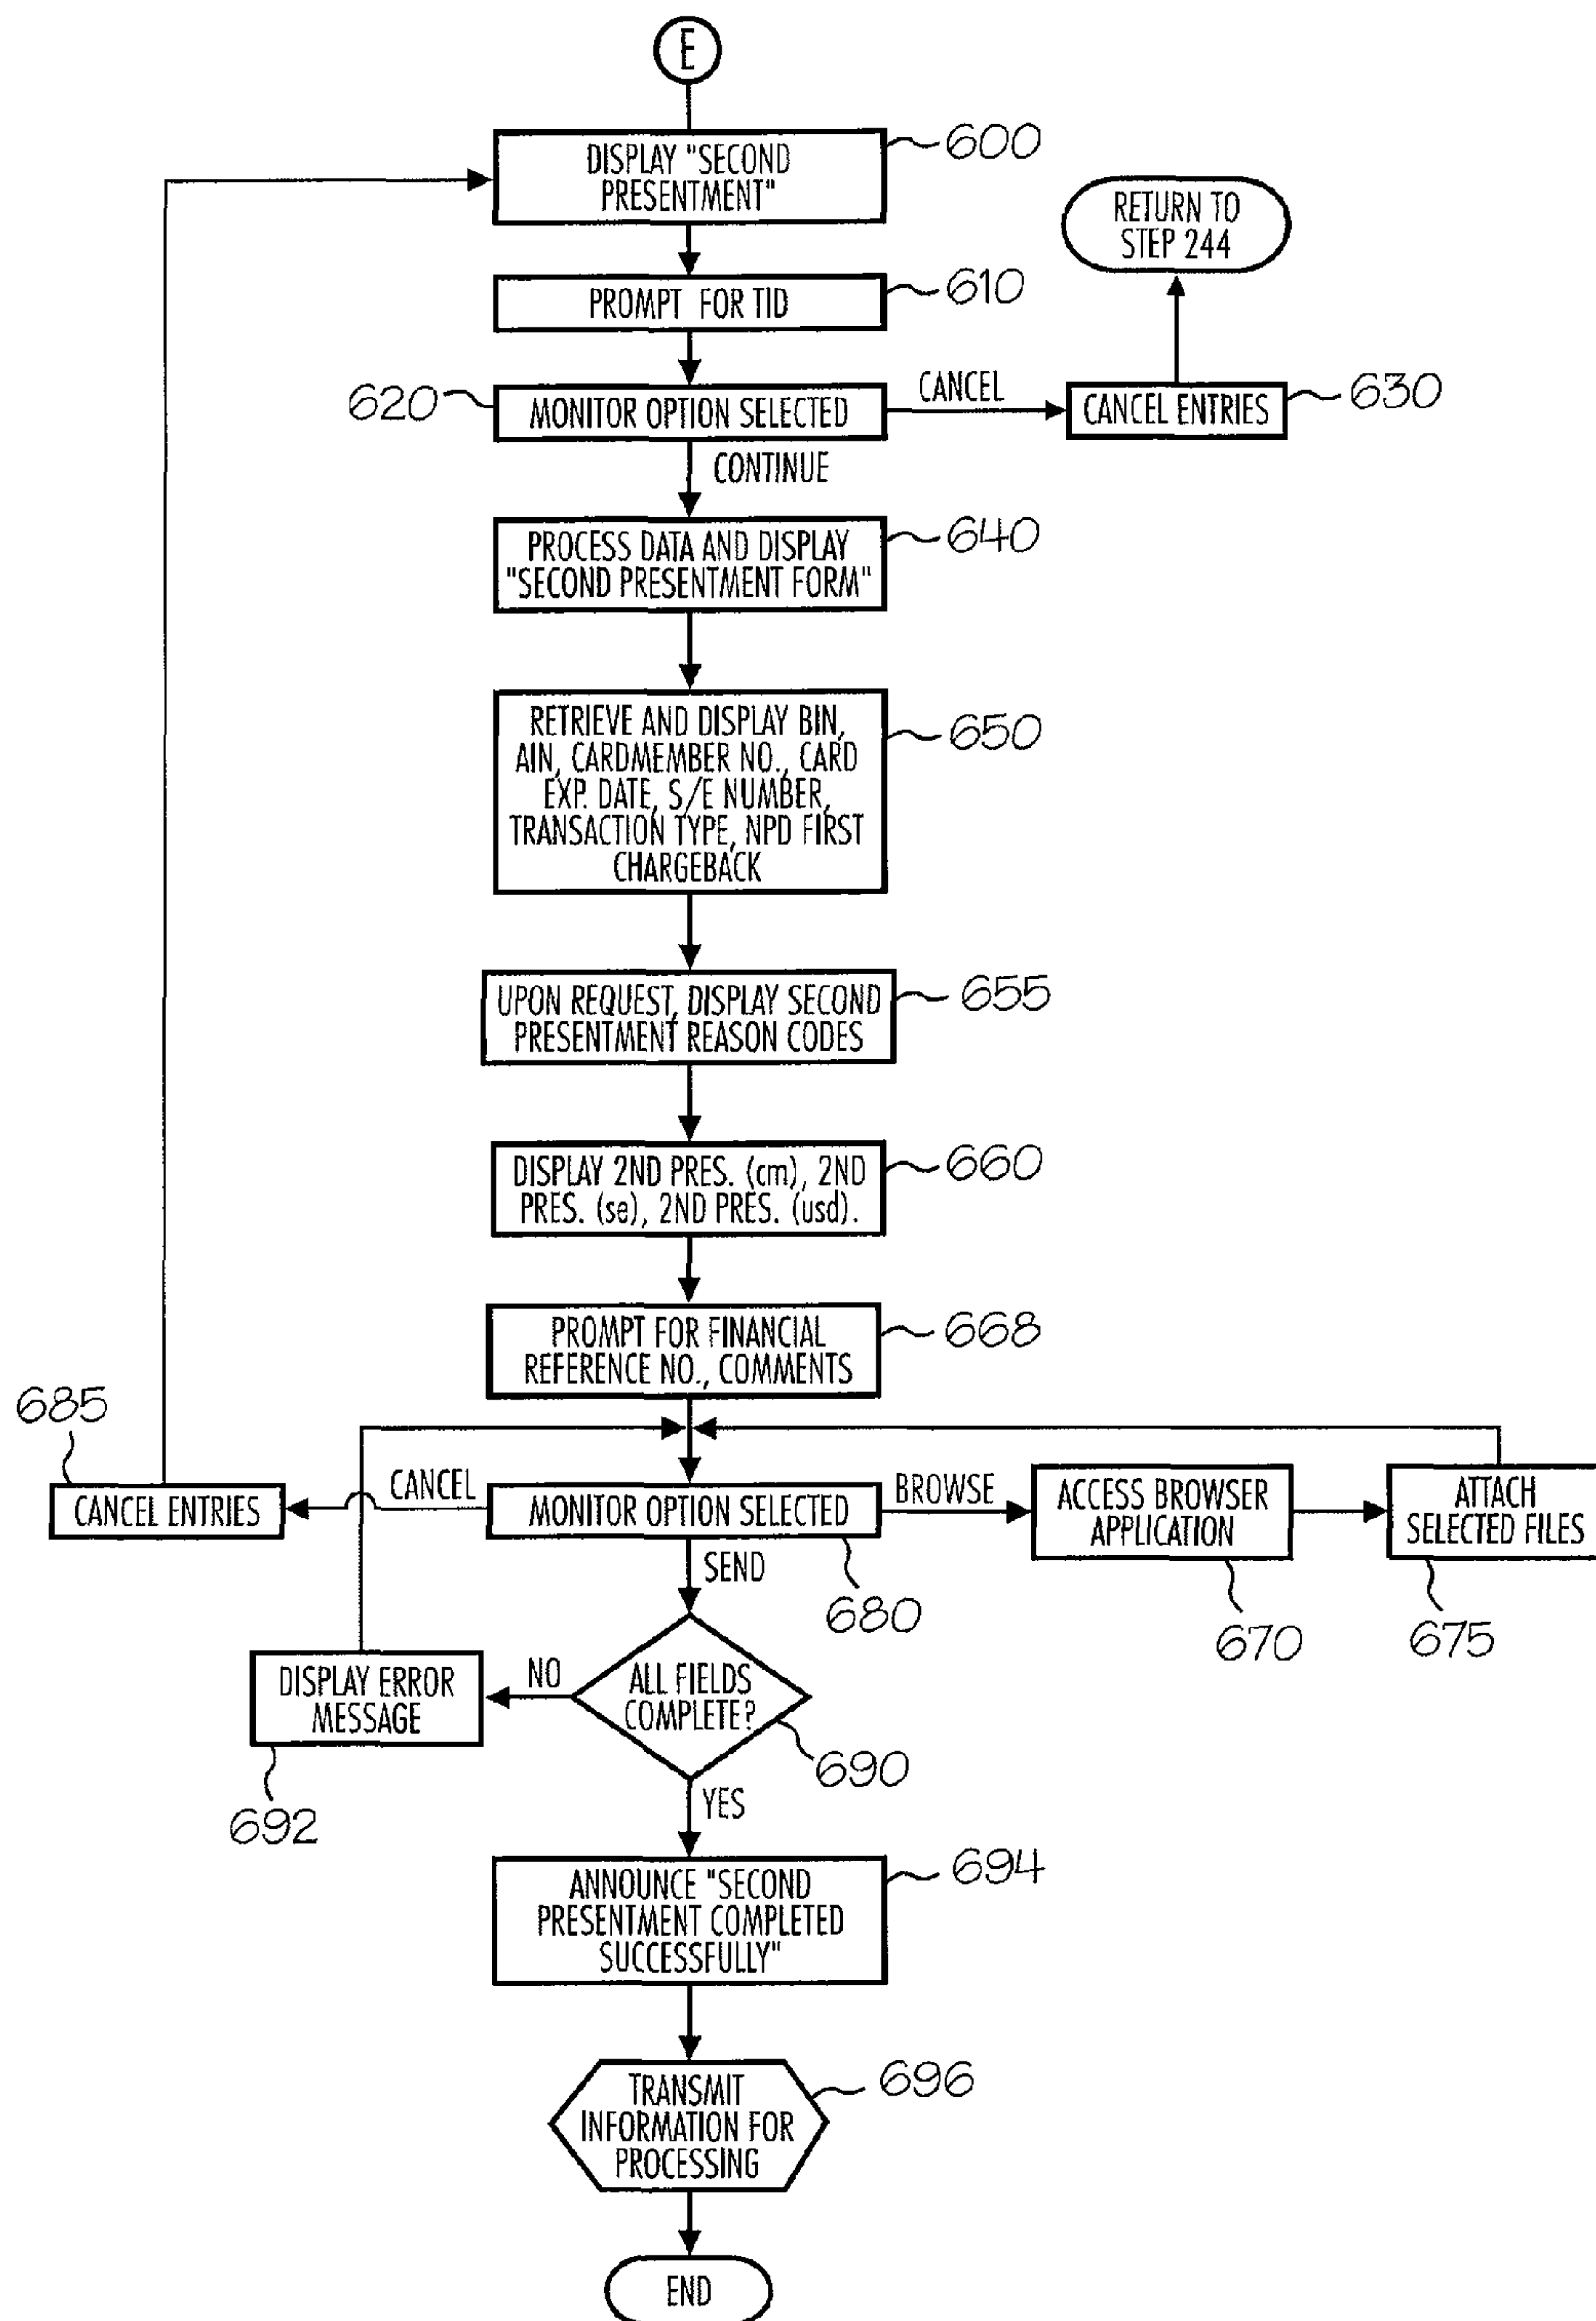 E
600
DISPLAY "SECOND
PRESENTMENT"
RETURN TO
STEP 244
610
PROMPT FOR TID
620
MONITOR OPTION SELECTED
CANCEL
CANCEL ENTRIES
630
CONTINUE
640
PROCESS DATA AND DISPLAY
"SECOND PRESENTMENT FORM"
650
RETRIEVE AND DISPLAY BIN,
AIN, CARDMEMBER NO., CARD
EXP. DATE, S/E NUMBER,
TRANSACTION TYPE, NPD FIRST
CHARGEBACK
655
UPON REQUEST, DISPLAY SECOND
PRESENTMENT REASON CODES
660
DISPLAY 2ND PRES. (cm), 2ND
PRES. (se), 2ND PRES. (usd).
668
PROMPT FOR FINANCIAL
REFERENCE NO., COMMENTS
685
CANCEL ENTRIES
CANCEL
MONITOR OPTION SELECTED
BROWSE
ACCESS BROWSER
APPLICATION
ATTACH
SELECTED FILES
SEND
680
670
675
DISPLAY ERROR
MESSAGE
NO
ALL FIELDS
COMPLETE?
690
692
YES
694
ANNOUNCE "SECOND
PRESENTMENT COMPLETED
SUCCESSFULLY"
696
TRANSMIT
INFORMATION FOR
PROCESSING
END